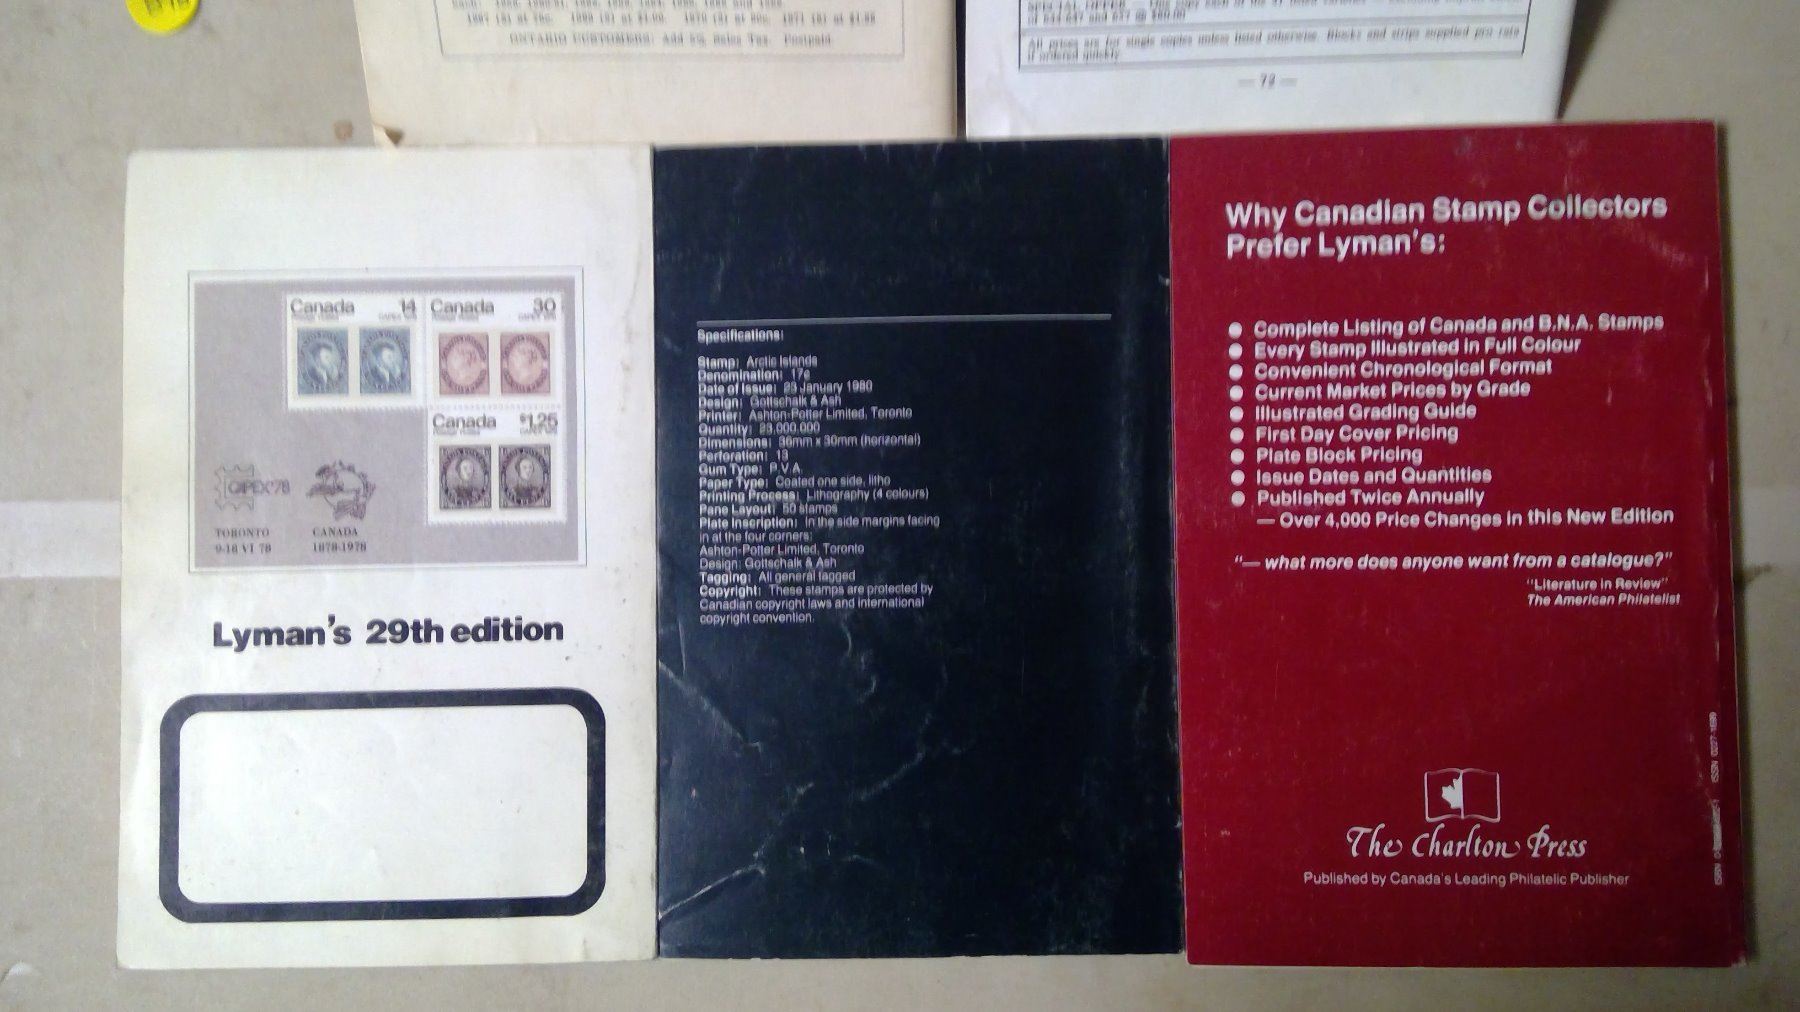 ONTARIO CUSTOMERS: Add 5% Sales Tax. Postpaid.
All prices are for single copies unless listed otherwise. Blocks and strips supplied pro rata
if ordered quickly.
— 72 —
Canada 14
Canada 30
Canada $1.25
CAPEX '78
TORONTO
9-18 VI 78
CANADA
1878-1978
Lyman's 29th edition
Specifications:
Stamp: Arctic Islands
Denomination: 17¢
Date of Issue: 23 January 1980
Design: Gottschalk & Ash
Printer: Ashton-Potter Limited, Toronto
Quantity: 23,000,000
Dimensions: 36mm x 30mm (horizontal)
Perforation: 13
Gum Type: P.V.A.
Paper Type: Coated one side, litho
Printing Process: Lithography (4 colours)
Pane Layout: 50 stamps
Plate Inscription: In the side margins facing
in at the four corners:
Ashton-Potter Limited, Toronto
Design: Gottschalk & Ash
Tagging: All general tagged
Copyright: These stamps are protected by
Canadian copyright laws and international
copyright convention.
Why Canadian Stamp Collectors
Prefer Lyman's:
● Complete Listing of Canada and B.N.A. Stamps
● Every Stamp Illustrated in Full Colour
● Convenient Chronological Format
● Current Market Prices by Grade
● Illustrated Grading Guide
● First Day Cover Pricing
● Plate Block Pricing
● Issue Dates and Quantities
● Published Twice Annually
— Over 4,000 Price Changes in this New Edition
"— what more does anyone want from a catalogue?"
"Literature in Review"
The American Philatelist
The Charlton Press
Published by Canada's Leading Philatelic Publisher